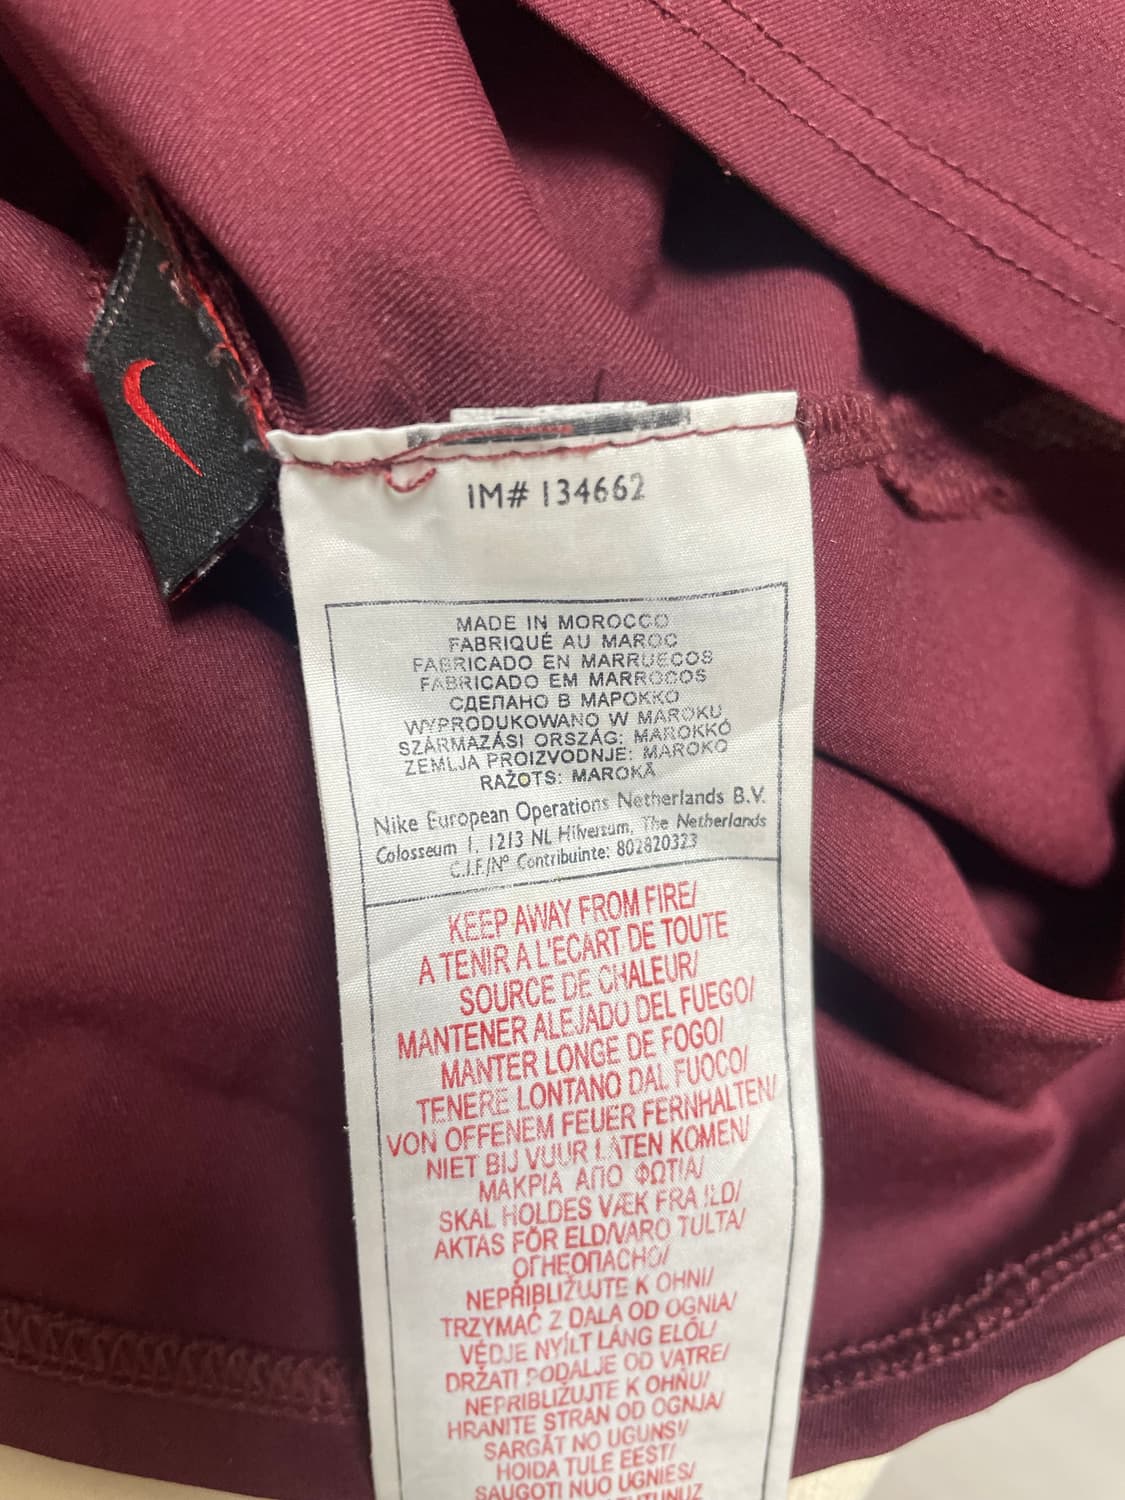 IM# 134662
MADE IN MOROCCO
FABRIQUÉ AU MAROC
FABRICADO EN MARRUECOS
FABRICADO EM MARROCOS
СДЕЛАНО В МАРОККО
WYPRODUKOWANO W MAROKU
SZÁRMAZÁSI ORSZÁG: MAROKKÓ
ZEMLJA PROIZVODNJE: MAROKO
RAŽOTS: MAROKĀ
Nike European Operations Netherlands B.V.
Colosseum 1, 1213 NL Hilversum, The Netherlands
C.I.F./N° Contribuinte: 802820323
KEEP AWAY FROM FIRE/
A TENIR A L'ECART DE TOUTE
SOURCE DE CHALEUR/
MANTENER ALEJADO DEL FUEGO/
MANTER LONGE DE FOGO/
TENERE LONTANO DAL FUOCO/
VON OFFENEM FEUER FERNHALTEN/
NIET BIJ VUUR LATEN KOMEN/
ΜΑΚΡΙΑ ΑΠΟ ΦΩΤΙΑ/
SKAL HOLDES VÆK FRA ILD/
AKTAS FÖR ELD/VARO TULTA/
ОГНЕОПАСНО/
NEPŘIBLIŽUJTE K OHNI/
TRZYMAĆ Z DALA OD OGNIA/
VÉDJE NYÍLT LÁNG ELŐL/
DRŽATI PODALJE OD VATRE/
NEPRIBLIŽUJTE K OHŇU/
HRANITE STRAN OD OGNJA/
SARGĀT NO UGUNS/
HOIDA TULE EEST/
SAUGOTI NUO UGNIES/